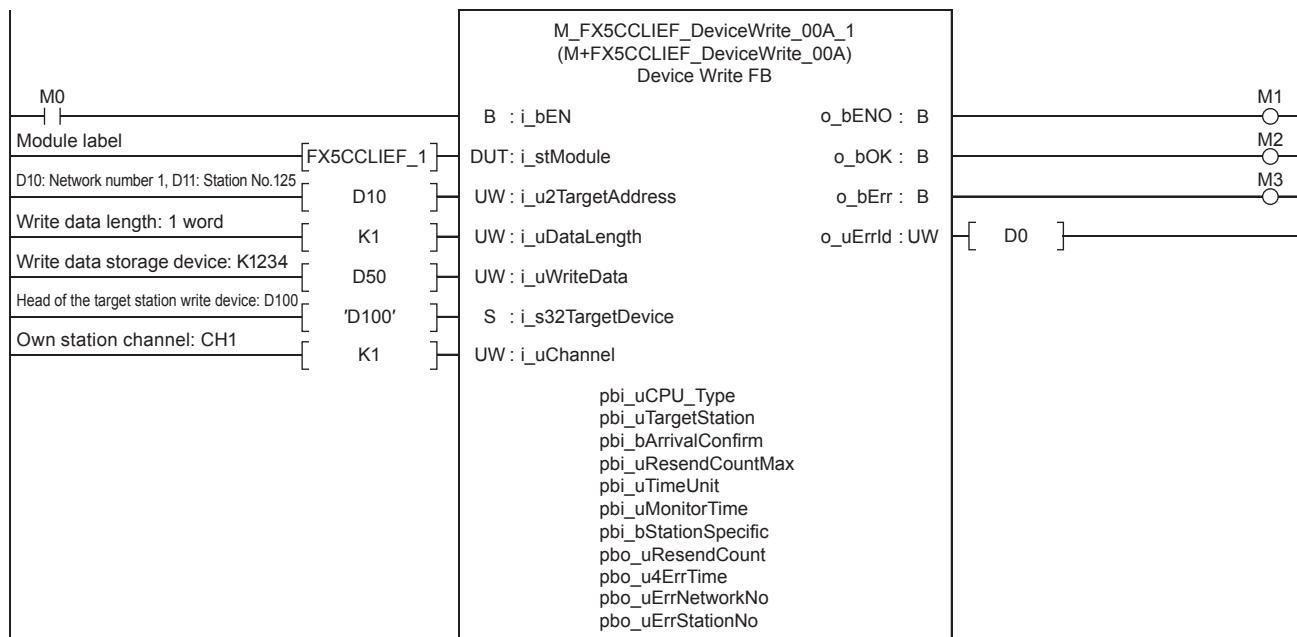 M_FX5CCLIEF_DeviceWrite_00A_1
(M+FX5CCLIEF_DeviceWrite_00A)
Device Write FB
M0
B : i_bEN
o_bENO : B
M1
Module label
FX5CCLIEF_1
DUT: i_stModule
o_bOK : B
M2
D10: Network number 1, D11: Station No.125
D10
UW : i_u2TargetAddress
o_bErr : B
M3
Write data length: 1 word
K1
UW : i_uDataLength
o_uErrId : UW
D0
Write data storage device: K1234
D50
UW : i_uWriteData
Head of the target station write device: D100
'D100'
S : i_s32TargetDevice
Own station channel: CH1
K1
UW : i_uChannel
pbi_uCPU_Type
pbi_uTargetStation
pbi_bArrivalConfirm
pbi_uResendCountMax
pbi_uTimeUnit
pbi_uMonitorTime
pbi_bStationSpecific
pbo_uResendCount
pbo_u4ErrTime
pbo_uErrNetworkNo
pbo_uErrStationNo